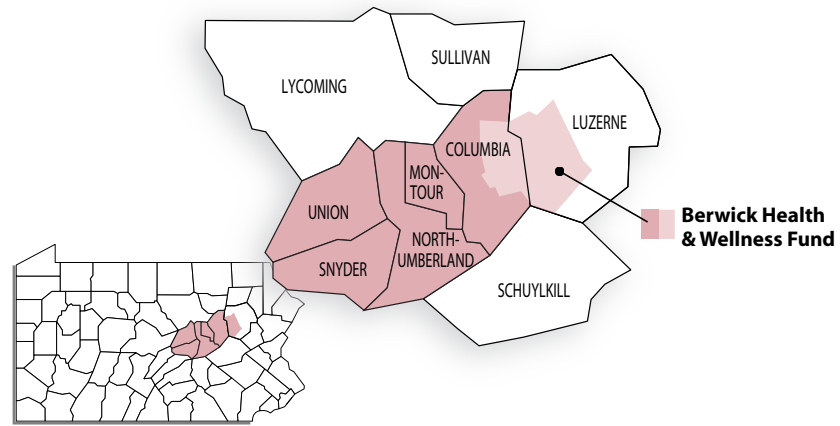 SULLIVAN
LYCOMING
LUZERNE
COLUMBIA
MON-
TOUR
UNION
NORTH-
UMBERLAND
SNYDER
SCHUYLKILL
Berwick Health
& Wellness Fund